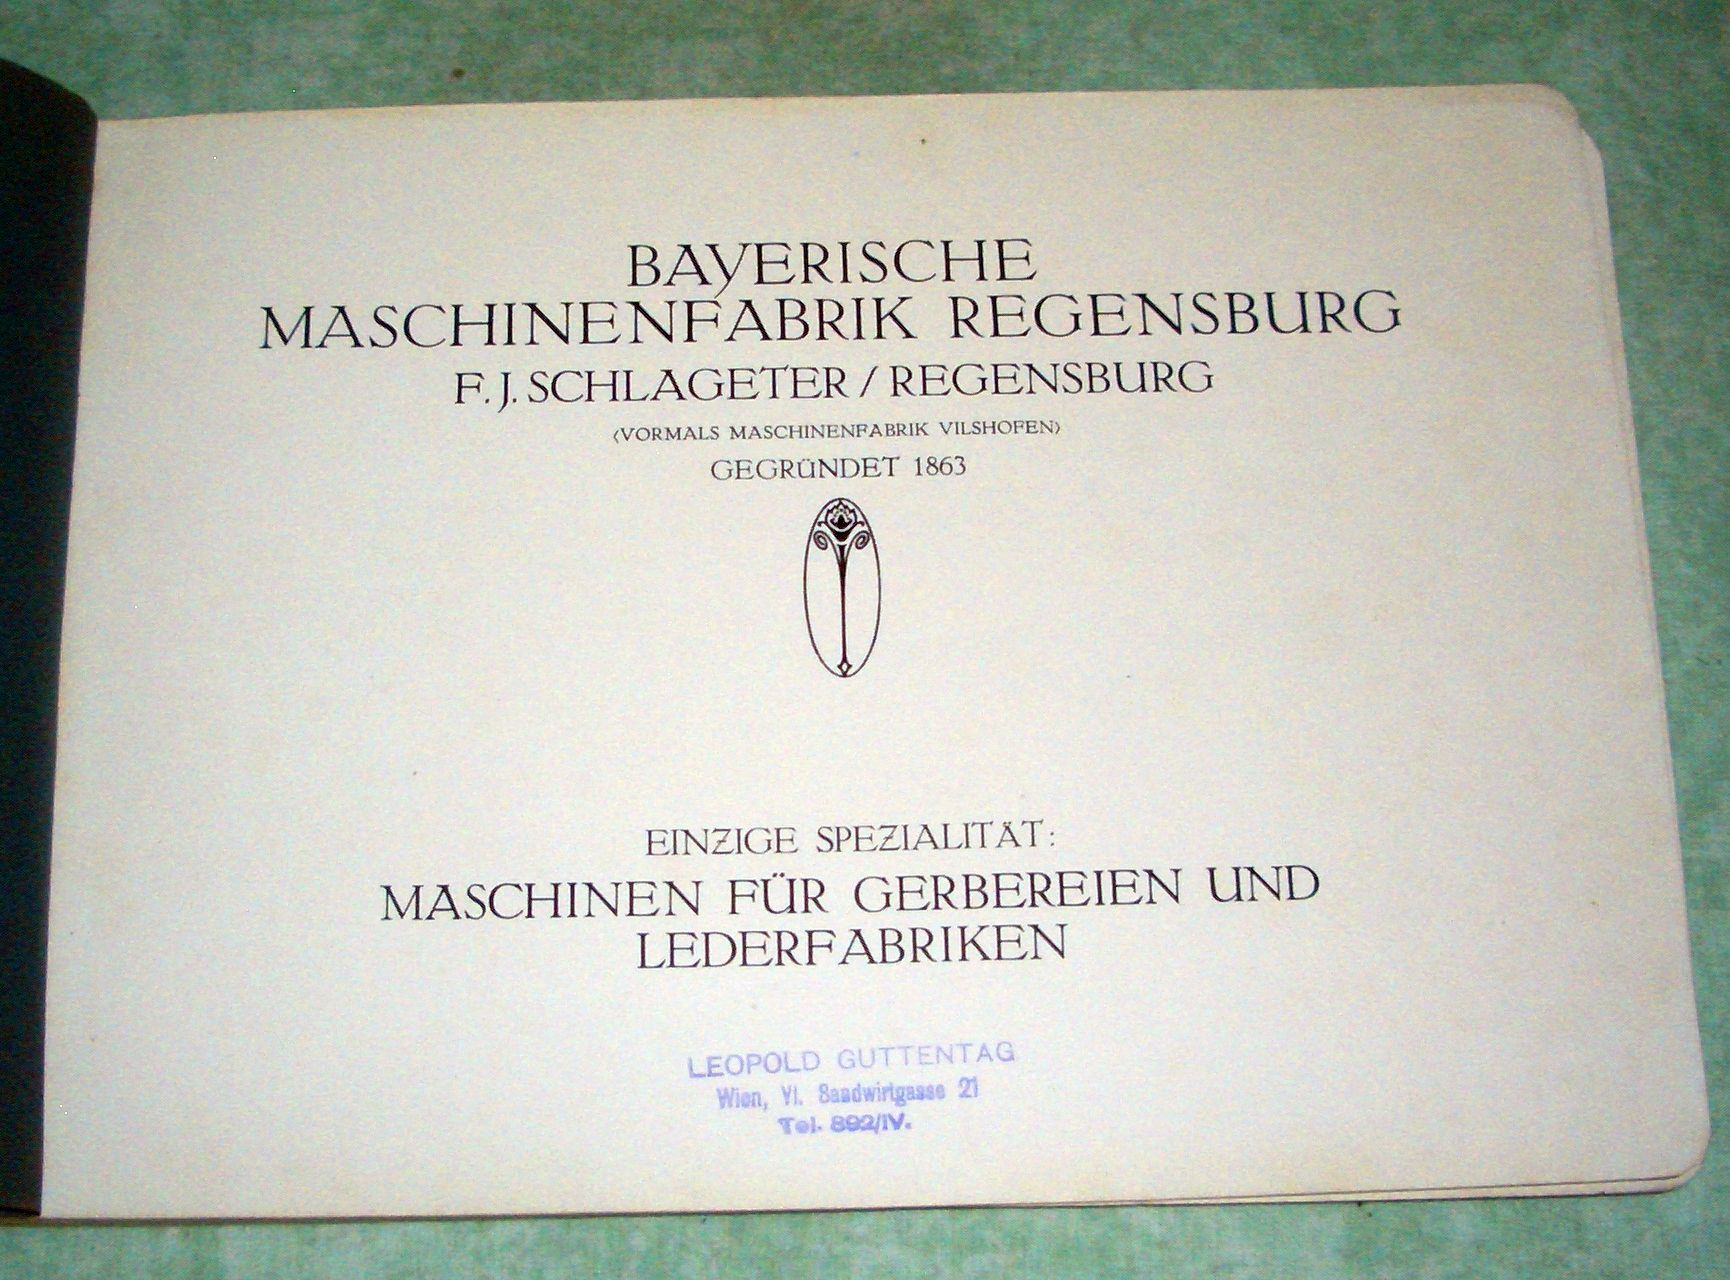 BAYERISCHE
MASCHINENFABRIK REGENSBURG
F. J. SCHLAGETER / REGENSBURG
(VORMALS MASCHINENFABRIK VILSHOFEN)
GEGRÜNDET 1863
EINZIGE SPEZIALITÄT:
MASCHINEN FÜR GERBEREIEN UND
LEDERFABRIKEN
LEOPOLD GUTTENTAG
Wien, VI. Sandwirtgasse 21
Tel. 892/IV.